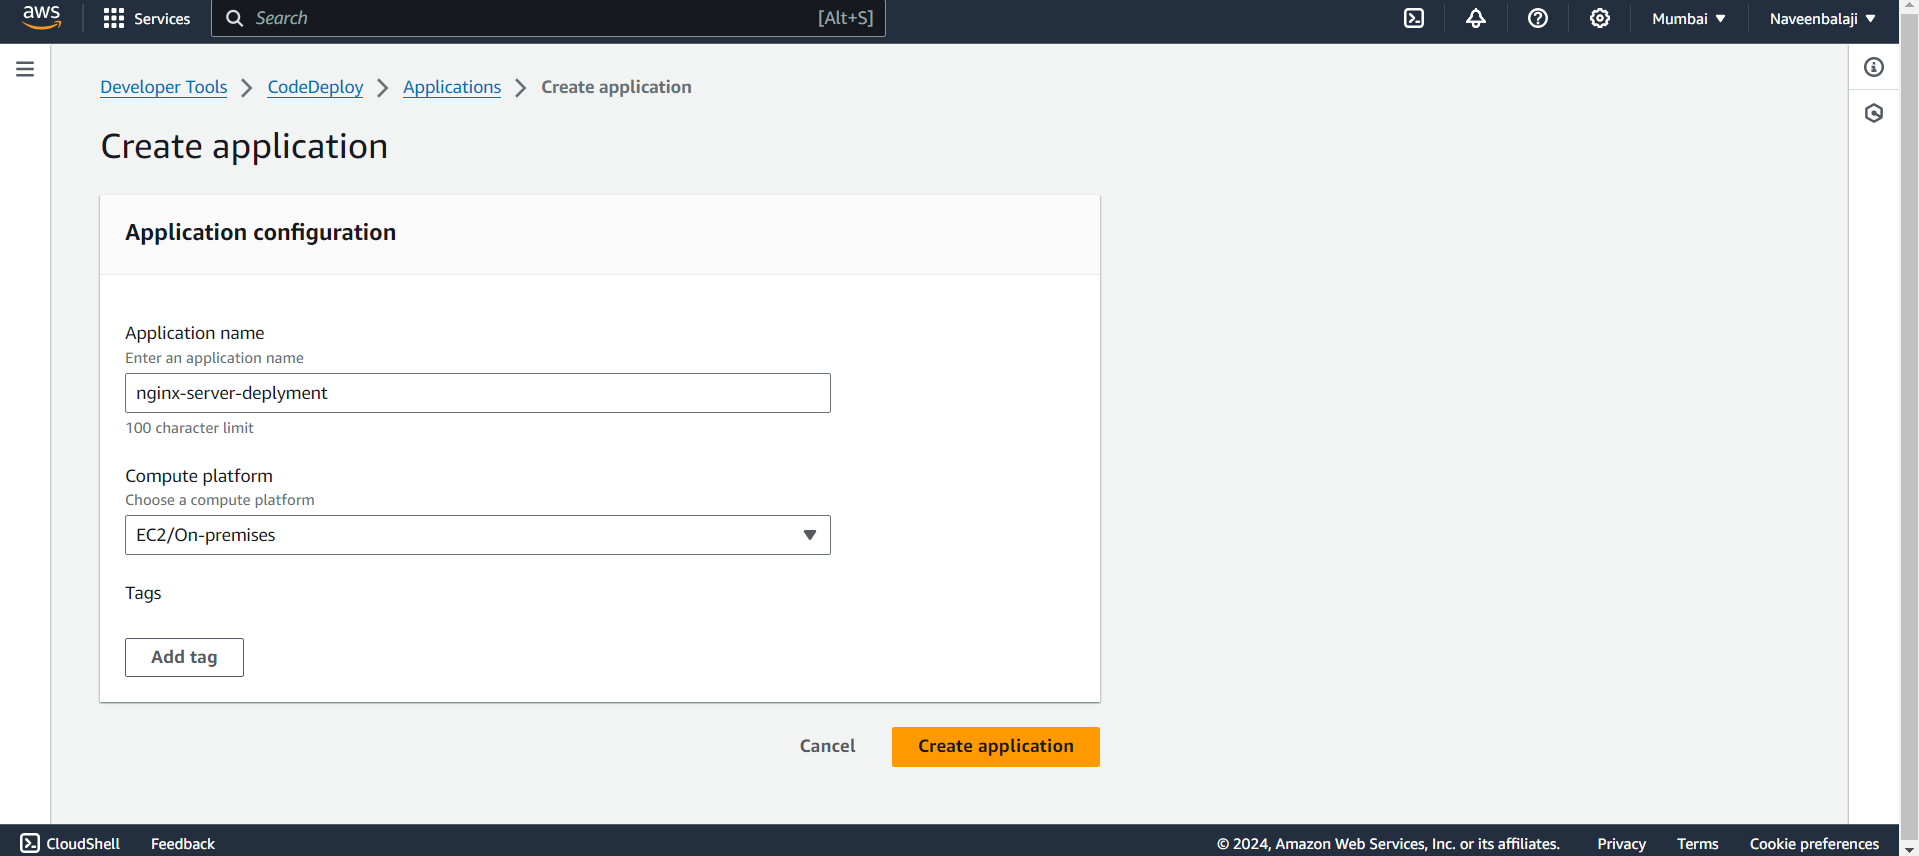 aws Services Search [Alt+S] Mumbai Naveenbalaji
Developer Tools CodeDeploy Applications Create application
Create application
Application configuration
Application name
Enter an application name
nginx-server-deplyment
100 character limit
Compute platform
Choose a compute platform
EC2/On-premises
Tags
Add tag
Cancel Create application
CloudShell Feedback © 2024, Amazon Web Services, Inc. or its affiliates. Privacy Terms Cookie preferences